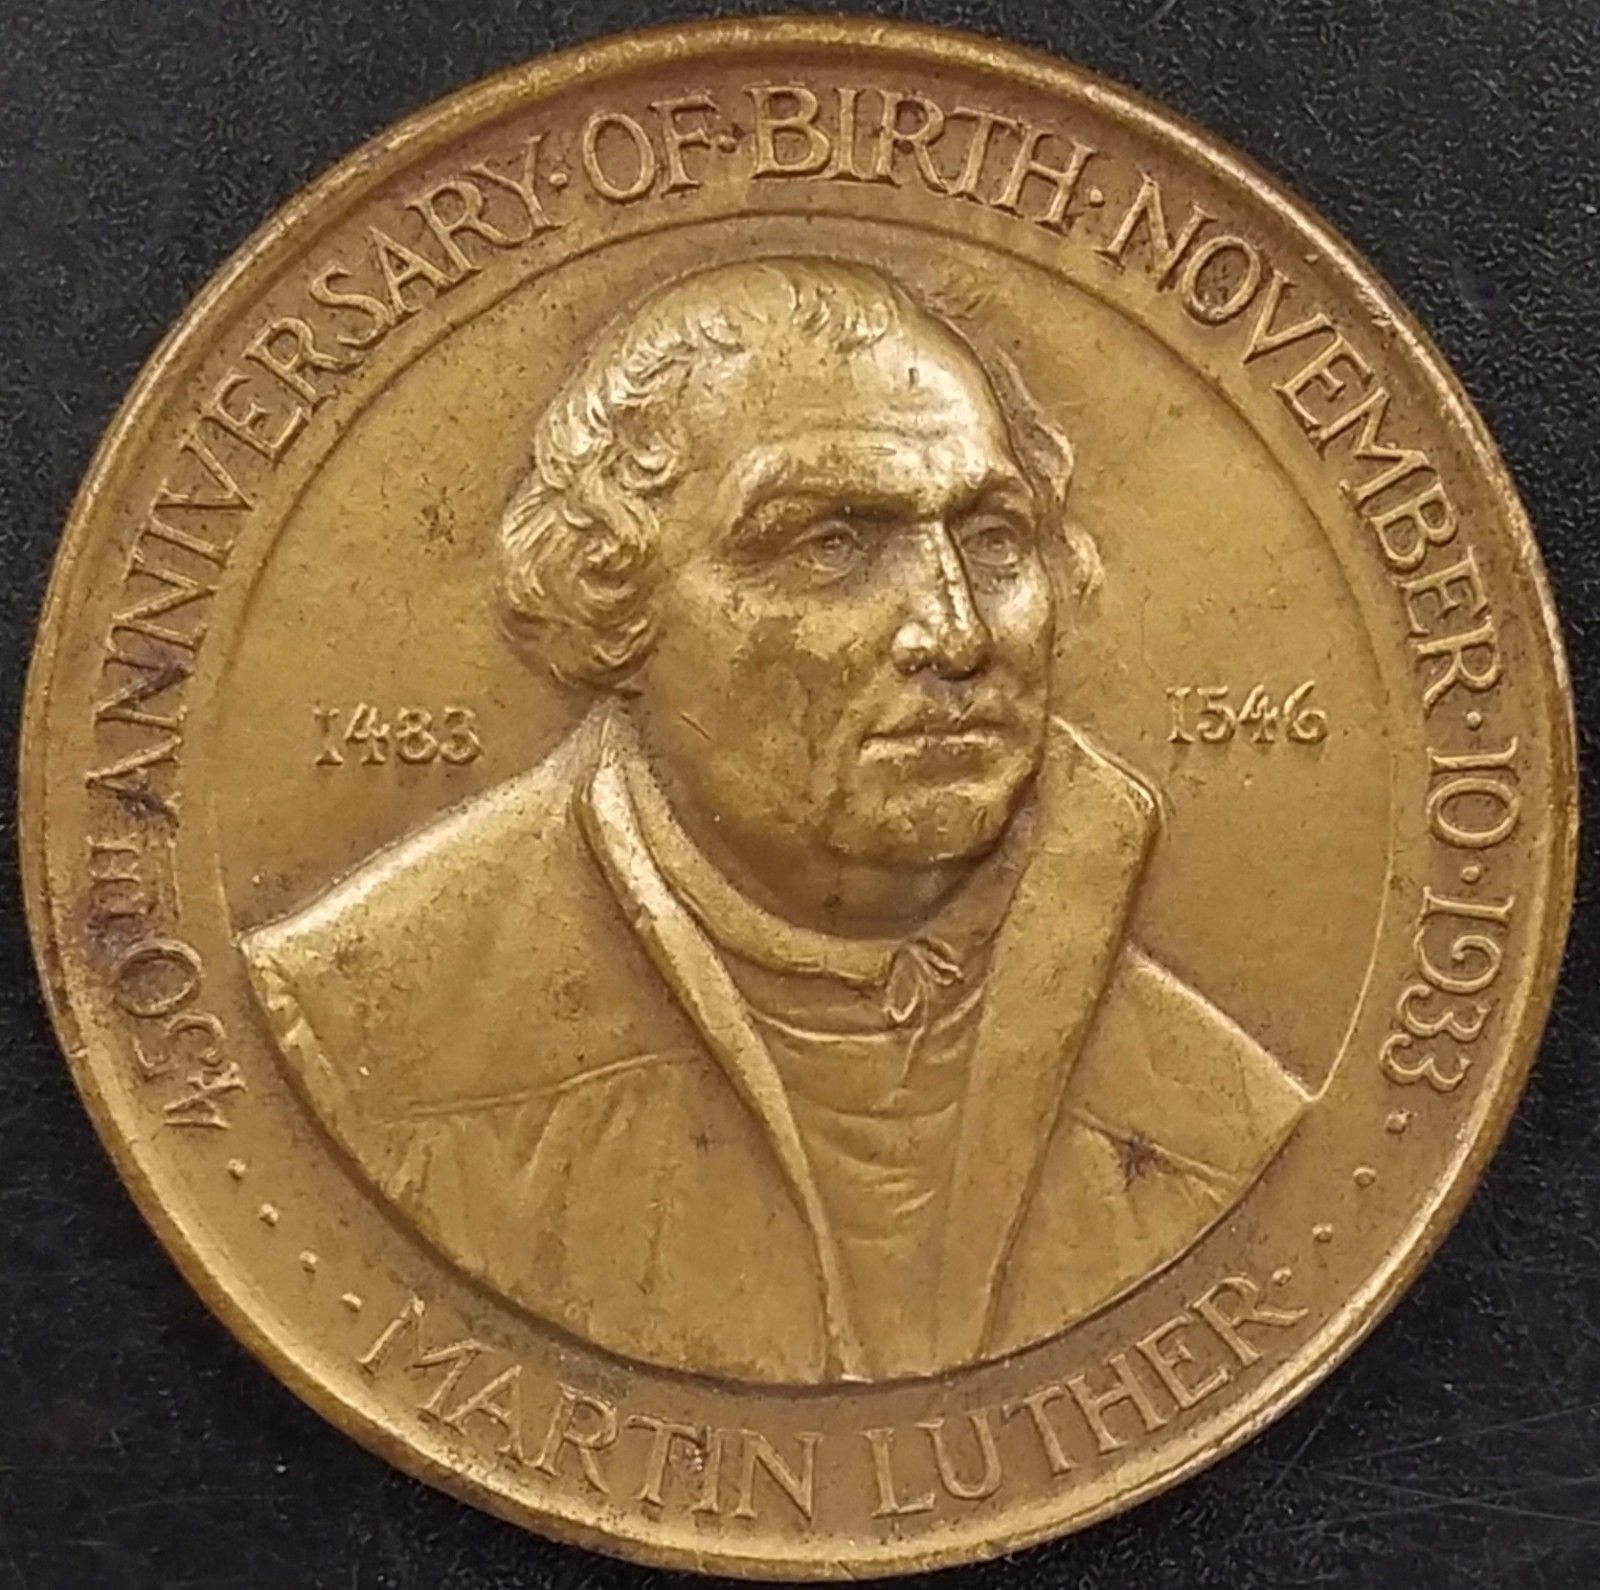 450TH ANNIVERSARY · OF · BIRTH · NOVEMBER · 10 · 1933
1483
1546
· MARTIN LUTHER ·